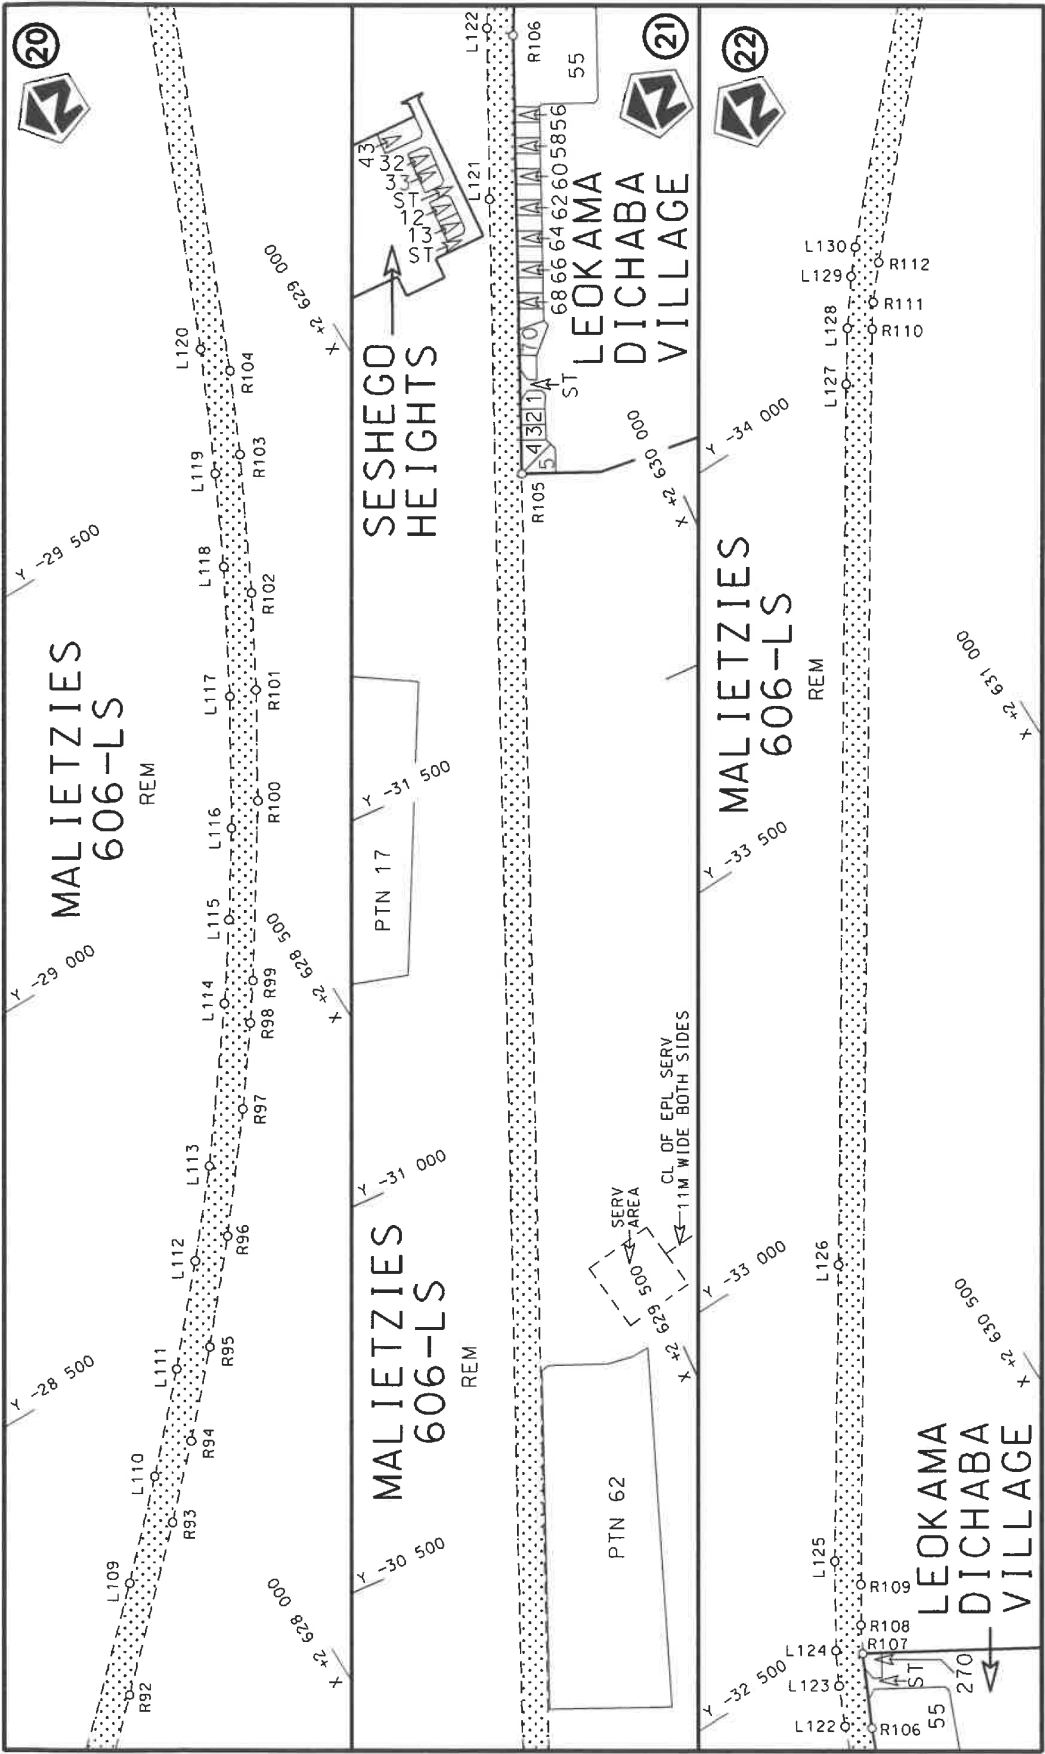 20
MALIETZIES
606-LS
REM
Y -28 500
Y -29 000
Y -29 500
X +2 628 000
X +2 628 500
X +2 629 000
L109
L110
L111
L112
L113
L114
L115
L116
L117
L118
L119
L120
R92
R93
R94
R95
R96
R97
R98
R99
R100
R101
R102
R103
R104
21
MALIETZIES
606-LS
REM
PTN 17
PTN 62
SESHEGO
HEIGHTS
43
32
33
ST
12
13
ST
Y -30 500
Y -31 000
Y -31 500
X +2 629 500
X +2 630 000
SERV
AREA
CL OF EPL SERV
11M WIDE BOTH SIDES
L121
L122
R105
R106
5
4
3
2
1
ST
70
68
66
64
62
60
58
56
55
LEOKAMA
DICHABA
VILLAGE
22
MALIETZIES
606-LS
REM
Y -32 500
Y -33 000
Y -33 500
Y -34 000
X +2 630 500
X +2 631 000
L122
L123
L124
L125
L126
L127
L128
L129
L130
R106
R107
R108
R109
R110
R111
R112
55
ST
270
LEOKAMA
DICHABA
VILLAGE